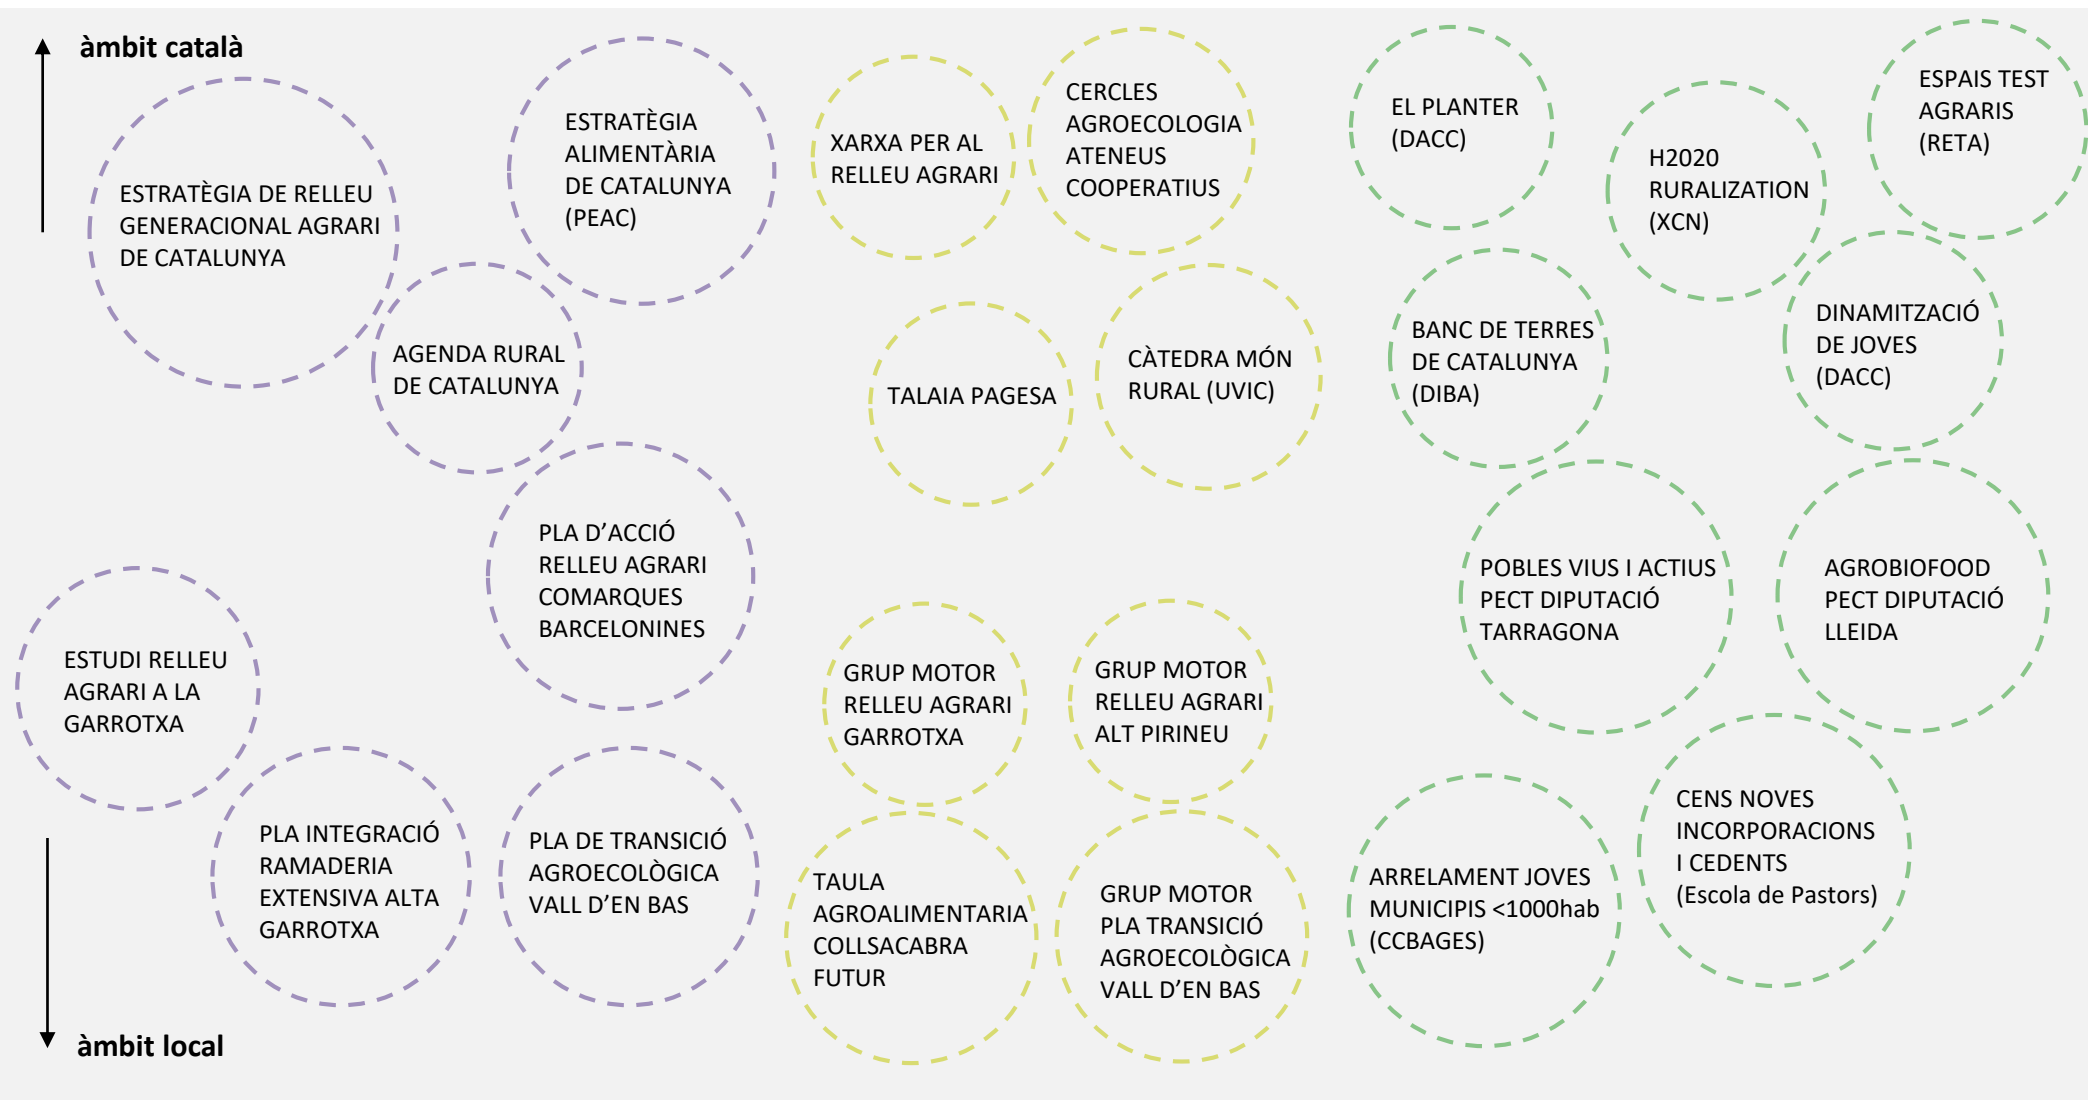 àmbit català
ESTRATÈGIA DE RELLEU
GENERACIONAL AGRARI
DE CATALUNYA
ESTRATÈGIA
ALIMENTÀRIA
DE CATALUNYA
(PEAC)
AGENDA RURAL
DE CATALUNYA
PLA D’ACCIÓ
RELLEU AGRARI
COMARQUES
BARCELONINES
ESTUDI RELLEU
AGRARI A LA
GARROTXA
PLA INTEGRACIÓ
RAMADERIA
EXTENSIVA ALTA
GARROTXA
PLA DE TRANSICIÓ
AGROECOLÒGICA
VALL D’EN BAS
àmbit local
XARXA PER AL
RELLEU AGRARI
CERCLES
AGROECOLOGIA
ATENEUS
COOPERATIUS
TALAIA PAGESA
CÀTEDRA MÓN
RURAL (UVIC)
GRUP MOTOR
RELLEU AGRARI
GARROTXA
GRUP MOTOR
RELLEU AGRARI
ALT PIRINEU
TAULA
AGROALIMENTARIA
COLLSACABRA
FUTUR
GRUP MOTOR
PLA TRANSICIÓ
AGROECOLÒGICA
VALL D’EN BAS
EL PLANTER
(DACC)
H2020
RURALIZATION
(XCN)
ESPAIS TEST
AGRARIS
(RETA)
BANC DE TERRES
DE CATALUNYA
(DIBA)
DINAMITZACIÓ
DE JOVES
(DACC)
POBLES VIUS I ACTIUS
PECT DIPUTACIÓ
TARRAGONA
AGROBIOFOOD
PECT DIPUTACIÓ
LLEIDA
ARRELAMENT JOVES
MUNICIPIS <1000hab
(CCBAGES)
CENS NOVES
INCORPORACIONS
I CEDENTS
(Escola de Pastors)